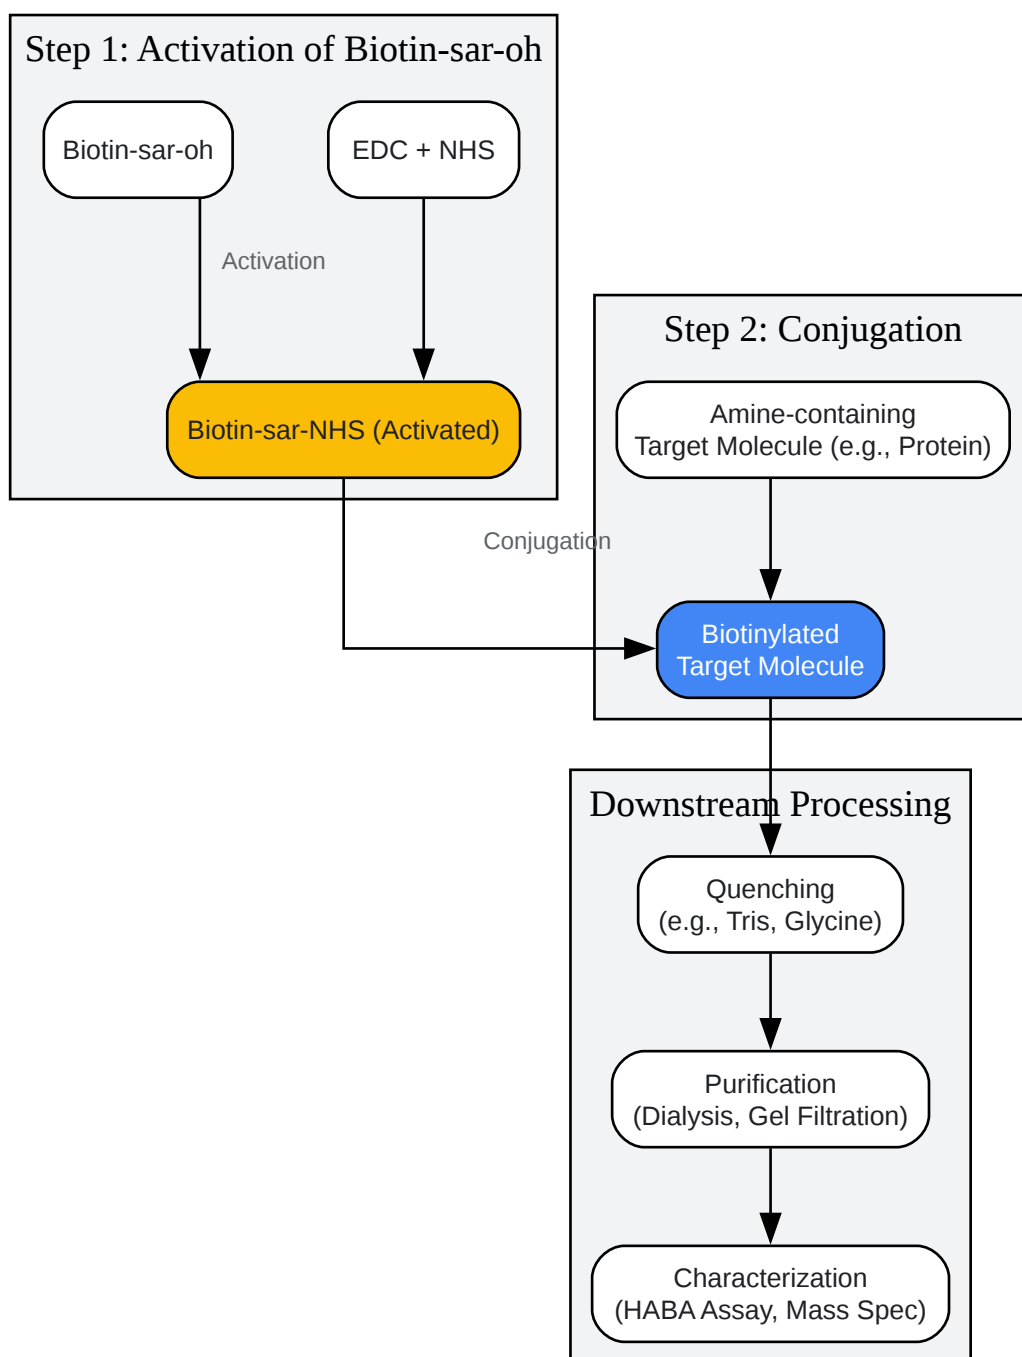 Step 1: Activation of Biotin-sar-oh
Biotin-sar-oh
EDC + NHS
Activation
Biotin-sar-NHS (Activated)
Conjugation
Step 2: Conjugation
Amine-containing
Target Molecule (e.g., Protein)
Biotinylated
Target Molecule
Downstream Processing
Quenching
(e.g., Tris, Glycine)
Purification
(Dialysis, Gel Filtration)
Characterization
(HABA Assay, Mass Spec)